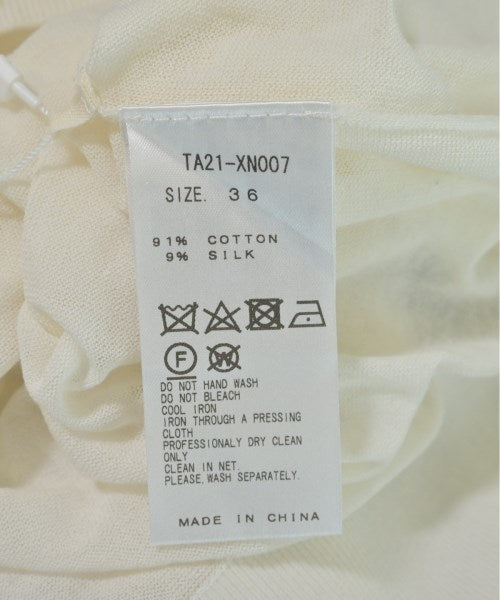 TA21-XN007
SIZE. 36
91% COTTON
9% SILK
F W
DO NOT HAND WASH
DO NOT BLEACH
COOL IRON
IRON THROUGH A PRESSING
CLOTH
PROFESSIONALY DRY CLEAN
ONLY
CLEAN IN NET.
PLEASE.WASH SEPARATELY.
MADE IN CHINA